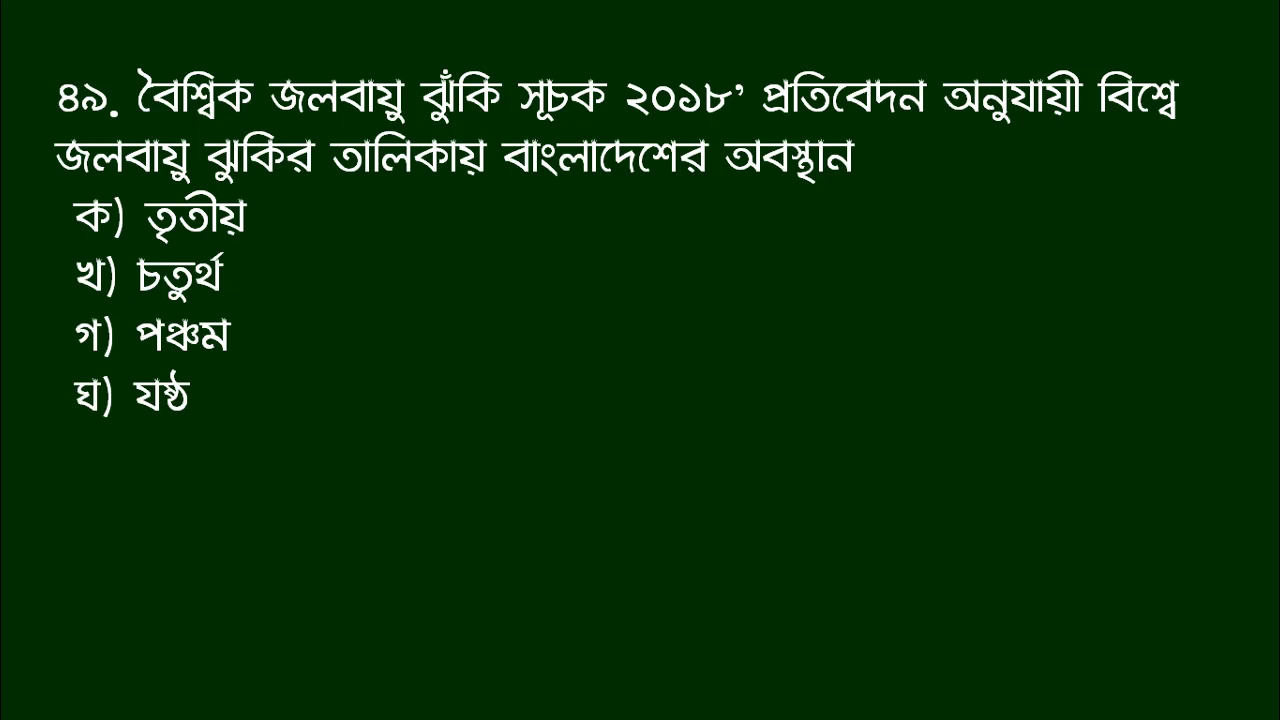 ৪৯. বৈশ্বিক জলবায়ু ঝুঁকি সূচক ২০১৮’ প্রতিবেদন অনুযায়ী বিশ্বে
জলবায়ু ঝুকির তালিকায় বাংলাদেশের অবস্থান
ক) তৃতীয়
খ) চতুর্থ
গ) পঞ্চম
ঘ) যষ্ঠ